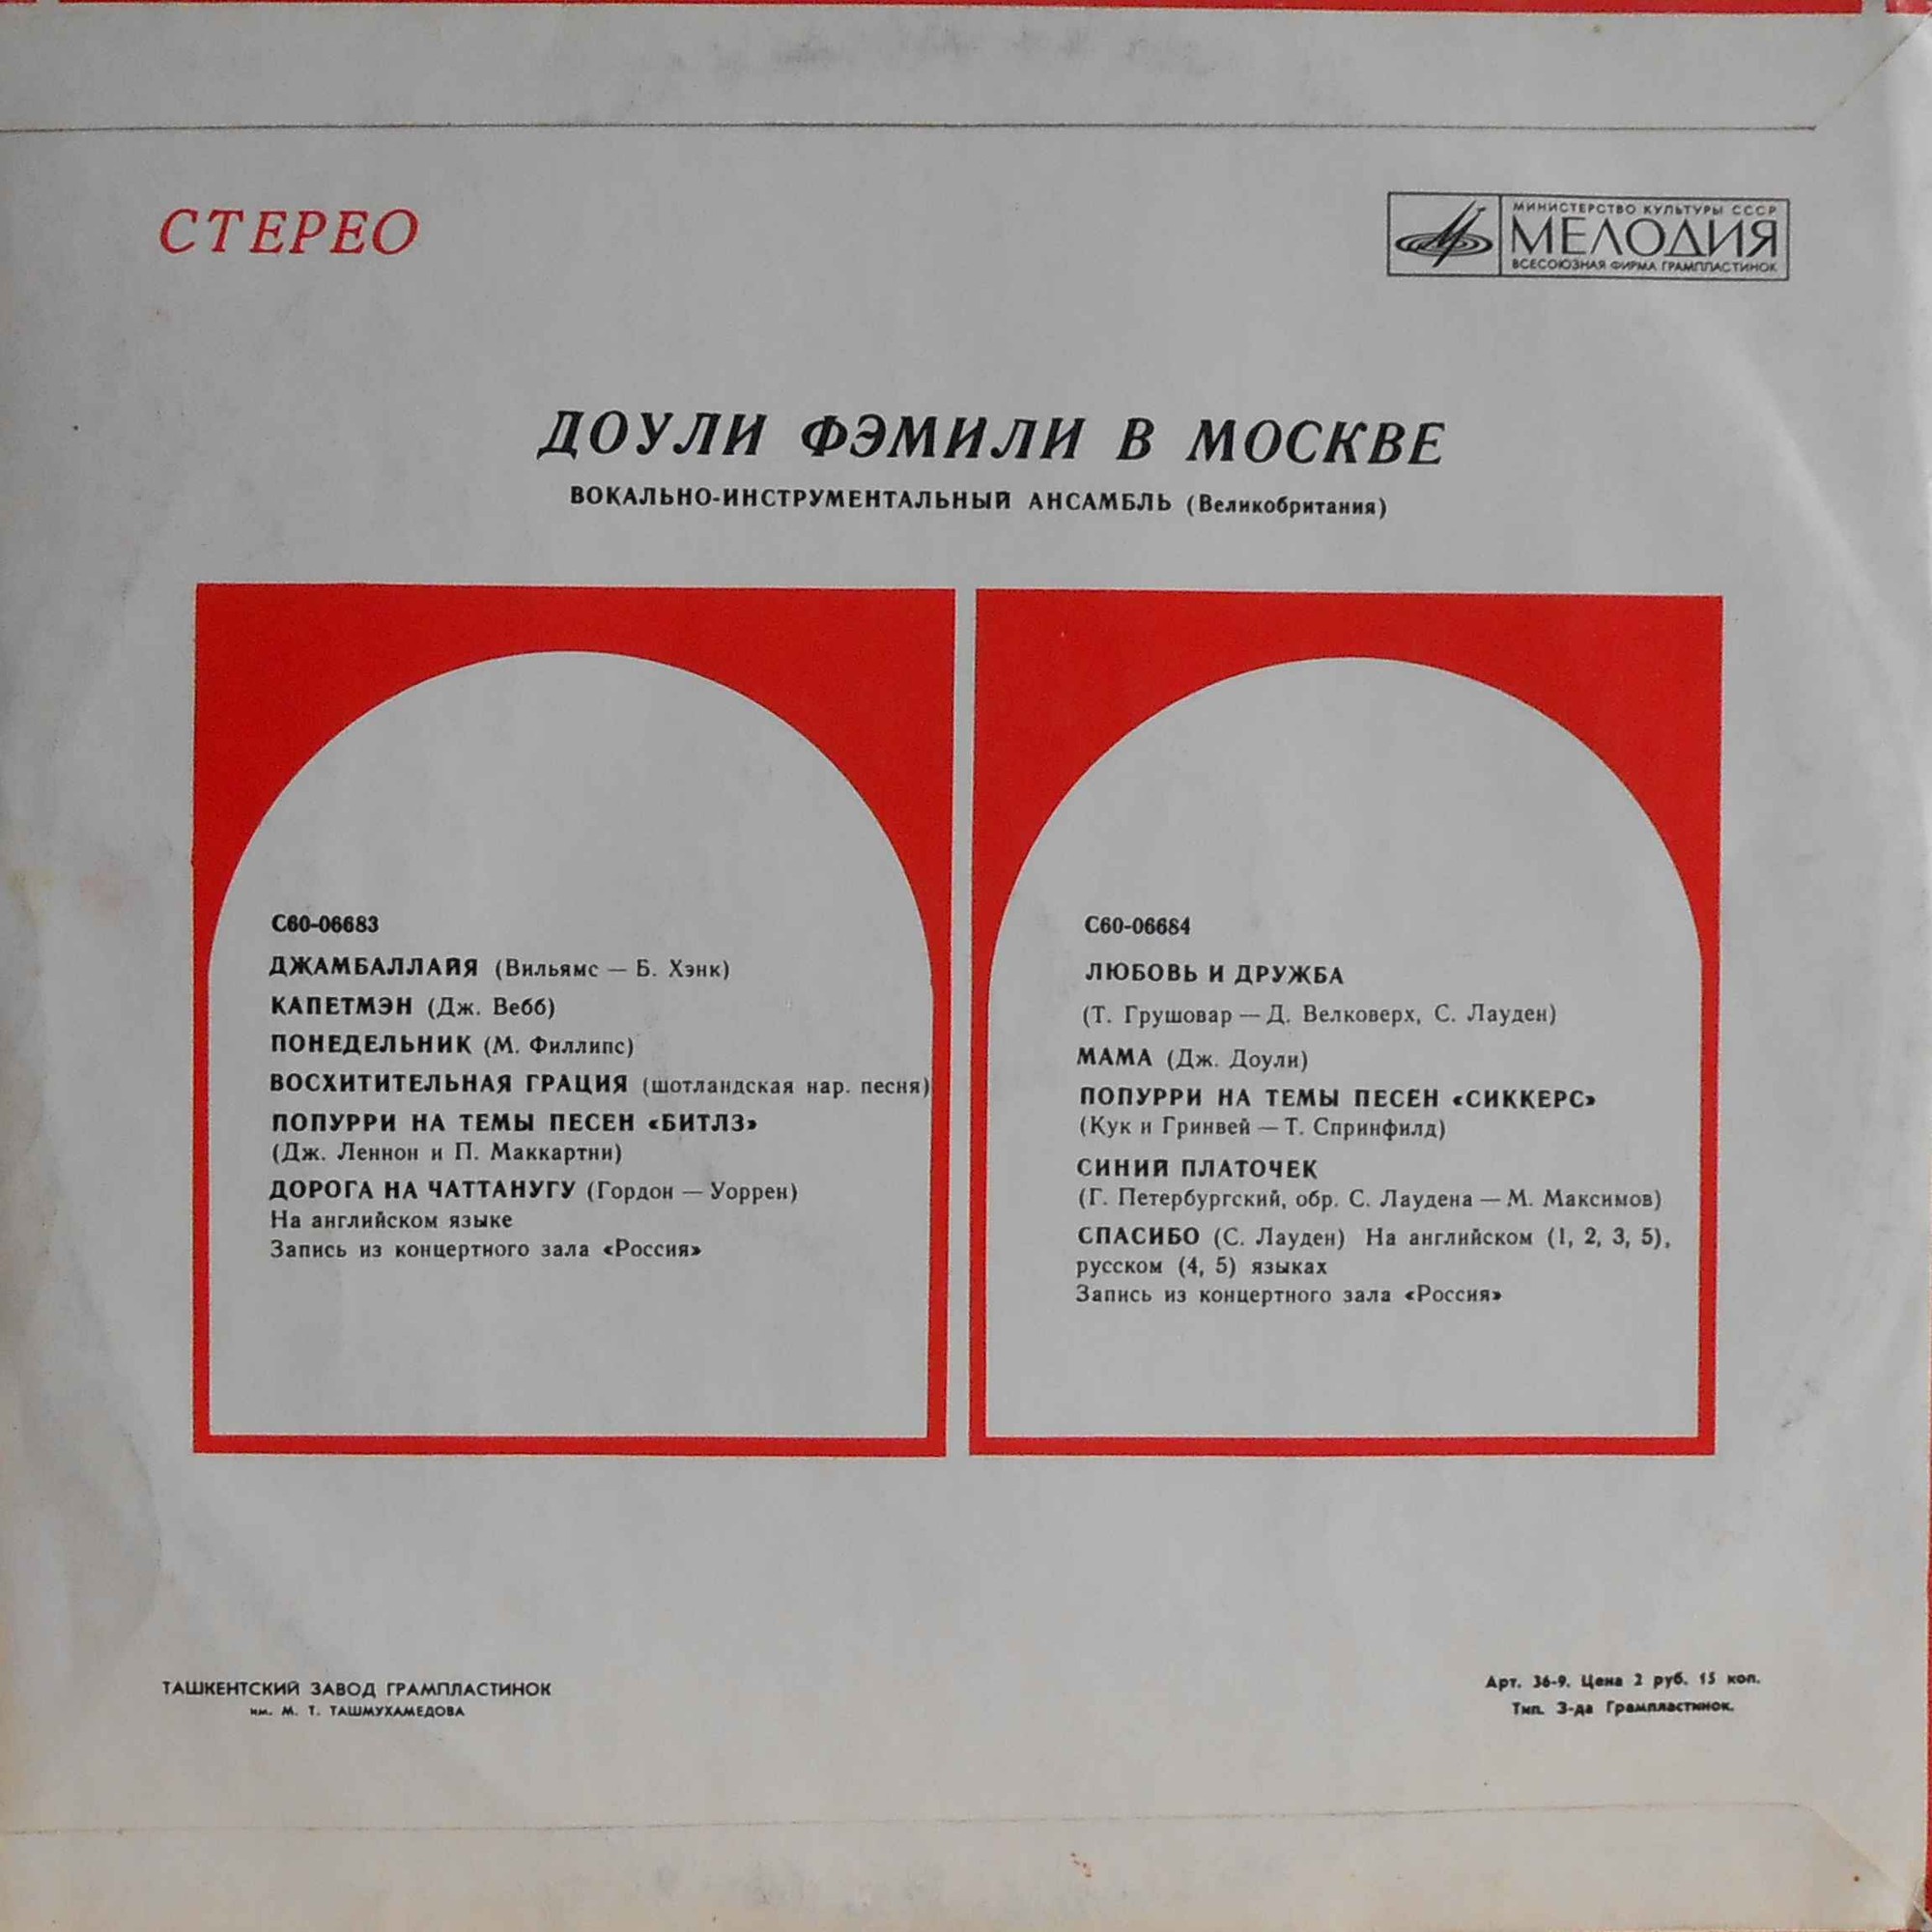 СТЕРЕО
МИНИСТЕРСТВО КУЛЬТУРЫ СССР
МЕЛОДИЯ
ВСЕСОЮЗНАЯ ФИРМА ГРАМПЛАСТИНОК
ДОУЛИ ФЭМИЛИ В МОСКВЕ
ВОКАЛЬНО-ИНСТРУМЕНТАЛЬНЫЙ АНСАМБЛЬ (Великобритания)
С60-06683
ДЖАМБАЛЛАЙЯ (Вильямс — Б. Хэнк)
КАПЕТМЭН (Дж. Вебб)
ПОНЕДЕЛЬНИК (М. Филлипс)
ВОСХИТИТЕЛЬНАЯ ГРАЦИЯ (шотландская нар. песня)
ПОПУРРИ НА ТЕМЫ ПЕСЕН «БИТЛЗ»
(Дж. Леннон и П. Маккартни)
ДОРОГА НА ЧАТТАНУГУ (Гордон — Уоррен)
На английском языке
Запись из концертного зала «Россия»
С60-06684
ЛЮБОВЬ И ДРУЖБА
(Т. Грушовар — Д. Велковерх, С. Лауден)
МАМА (Дж. Доули)
ПОПУРРИ НА ТЕМЫ ПЕСЕН «СИККЕРС»
(Кук и Гринвей — Т. Спринфилд)
СИНИЙ ПЛАТОЧЕК
(Г. Петербургский, обр. С. Лаудена — М. Максимов)
СПАСИБО (С. Лауден) На английском (1, 2, 3, 5),
русском (4, 5) языках
Запись из концертного зала «Россия»
ТАШКЕНТСКИЙ ЗАВОД ГРАМПЛАСТИНОК
им. М. Т. ТАШМУХАМЕДОВА
Арт. 36-9. Цена 2 руб. 15 коп.
Тип. З-да Грампластинок.